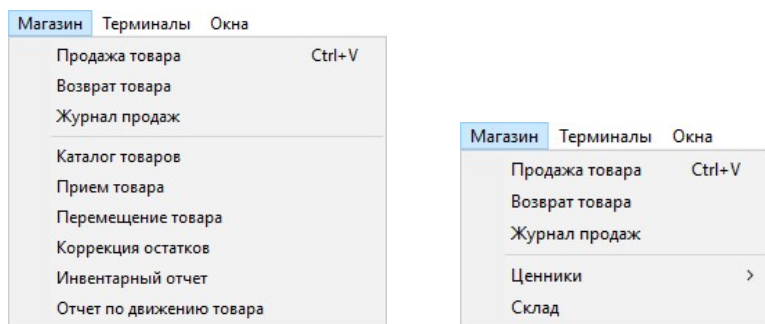 Магазин Терминалы Окна
Продажа товара Ctrl+V
Возврат товара
Журнал продаж
Каталог товаров
Прием товара
Перемещение товара
Коррекция остатков
Инвентарный отчет
Отчет по движению товара
Магазин Терминалы Окна
Продажа товара Ctrl+V
Возврат товара
Журнал продаж
Ценники >
Склад